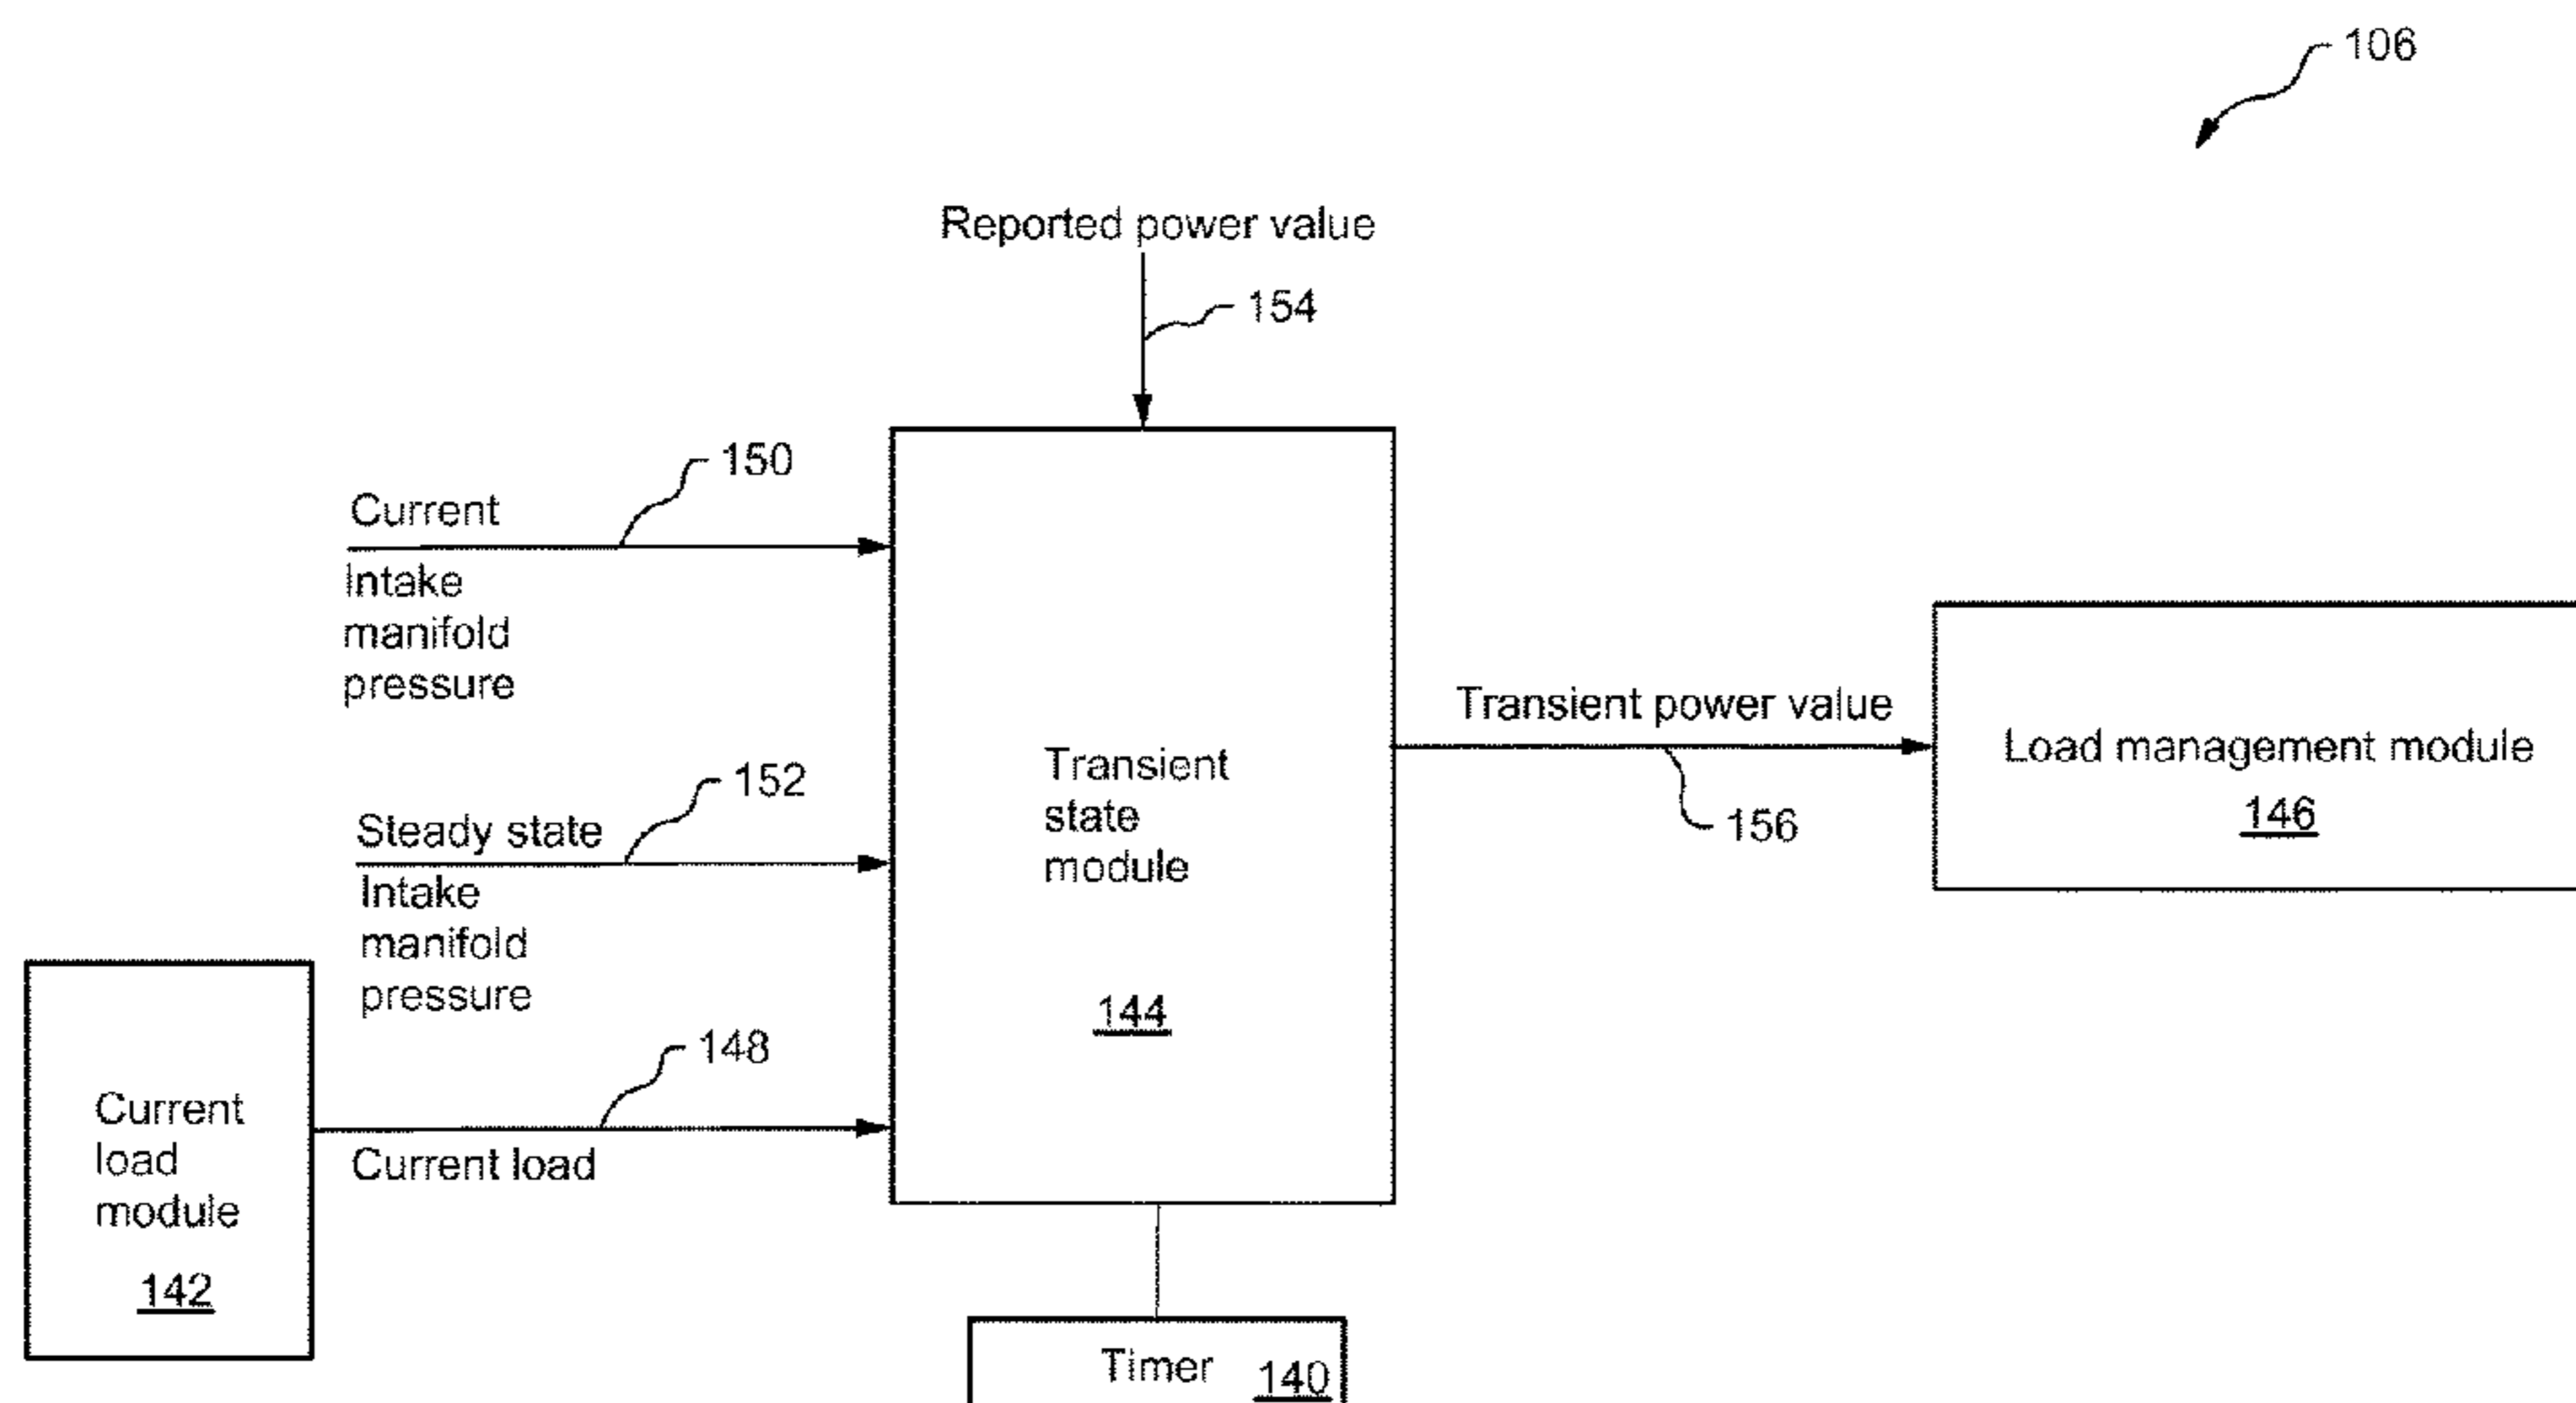 106
Reported power value
154
150
Current
Intake
manifold
pressure
152
Steady state
Intake
manifold
pressure
148
Current load
Current
load
module
142
Transient
state
module
144
Transient power value
156
Load management module
146
Timer 140